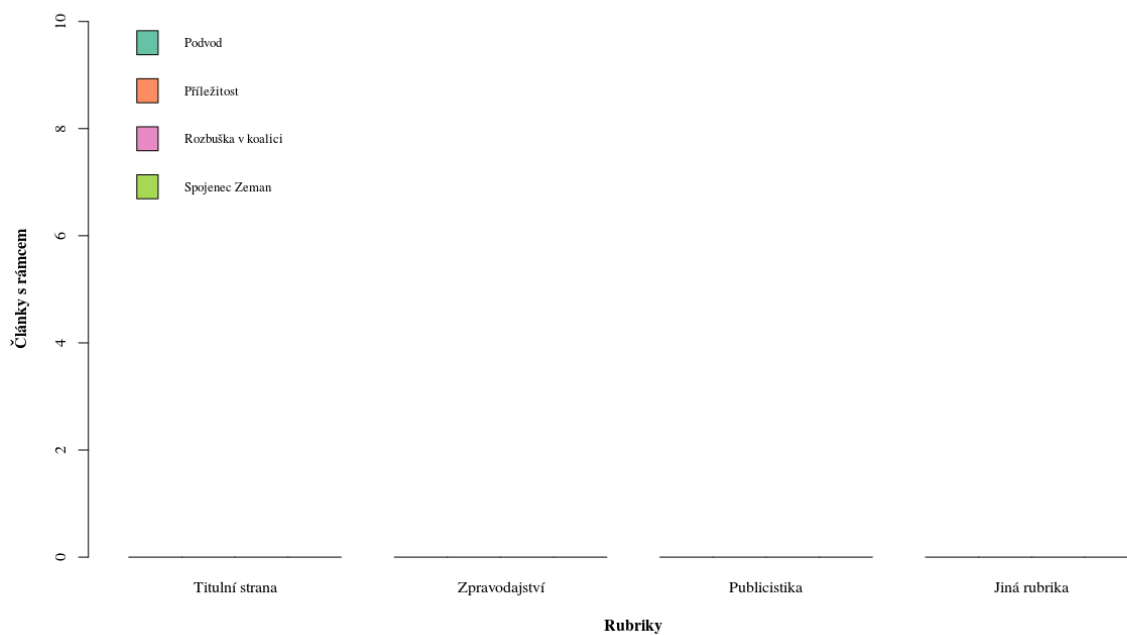 10
8
6
4
2
0
Články s rámcem
Podvod
Příležitost
Rozbuška v koalici
Spojenec Zeman
Titulní strana
Zpravodajství
Publicistika
Jiná rubrika
Rubriky